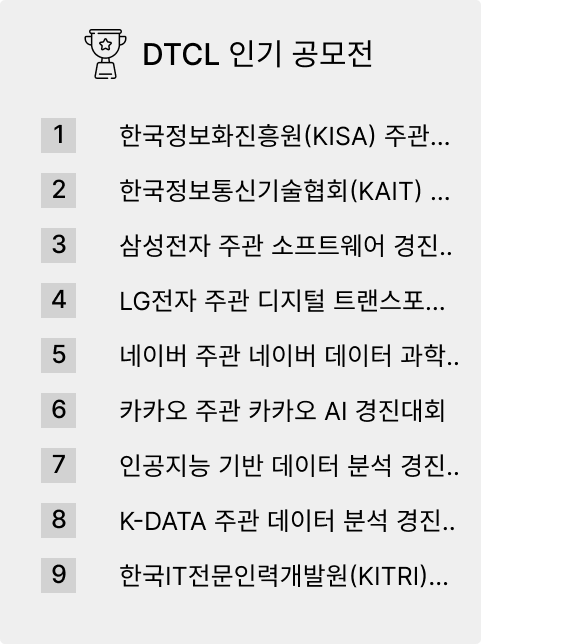 DTCL 인기 공모전
1 한국정보화진흥원(KISA) 주관...
2 한국정보통신기술협회(KAIT) ...
3 삼성전자 주관 소프트웨어 경진..
4 LG전자 주관 디지털 트랜스포...
5 네이버 주관 네이버 데이터 과학..
6 카카오 주관 카카오 AI 경진대회
7 인공지능 기반 데이터 분석 경진..
8 K-DATA 주관 데이터 분석 경진..
9 한국IT전문인력개발원(KITRI)...